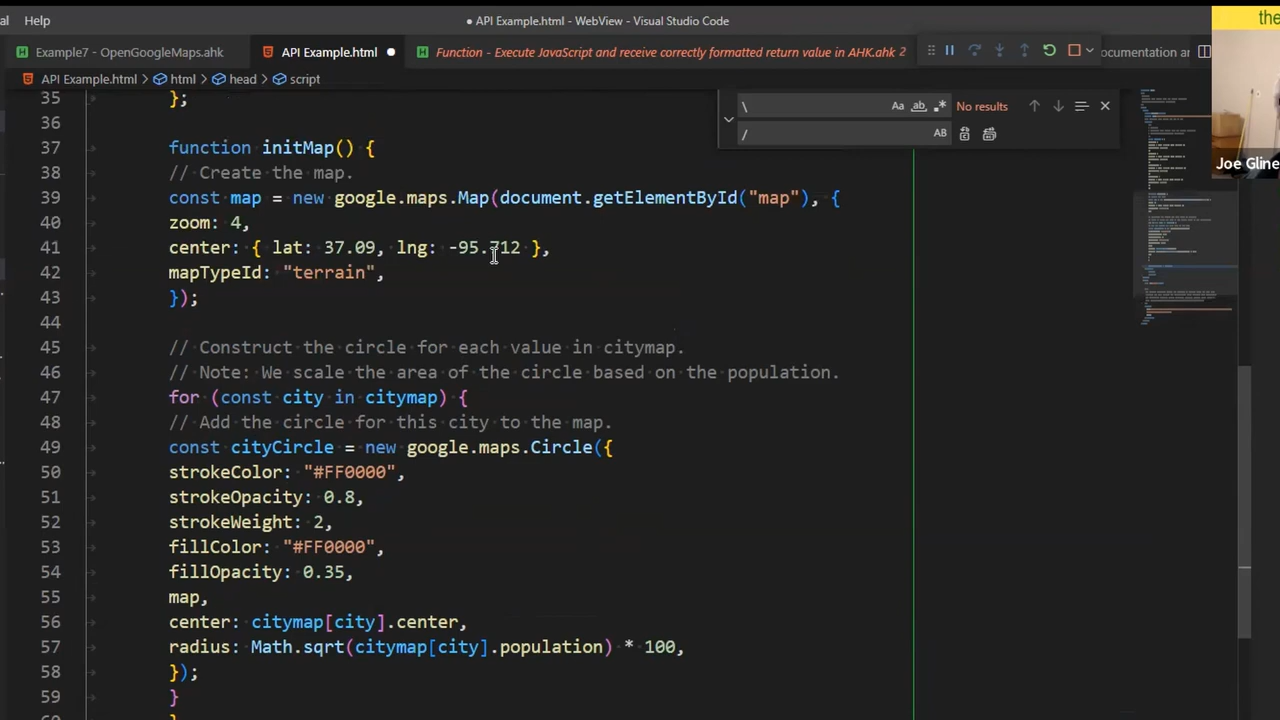 al Help
● API Example.html - WebView - Visual Studio Code
the
Example7 - OpenGoogleMaps.ahk
API Example.html ●
Function - Execute JavaScript and receive correctly formatted return value in AHK.ahk 2
ocumentation an
API Example.html > html > head > script
\
Aa ab .* No results
/
AB
Joe Gline
35 };
36
37 function initMap() {
38 // Create the map.
39 const map = new google.maps.Map(document.getElementById("map"), {
40 zoom: 4,
41 center: { lat: 37.09, lng: -95.712 },
42 mapTypeId: "terrain",
43 });
44
45 // Construct the circle for each value in citymap.
46 // Note: We scale the area of the circle based on the population.
47 for (const city in citymap) {
48 // Add the circle for this city to the map.
49 const cityCircle = new google.maps.Circle({
50 strokeColor: "#FF0000",
51 strokeOpacity: 0.8,
52 strokeWeight: 2,
53 fillColor: "#FF0000",
54 fillOpacity: 0.35,
55 map,
56 center: citymap[city].center,
57 radius: Math.sqrt(citymap[city].population) * 100,
58 });
59 }
60 }